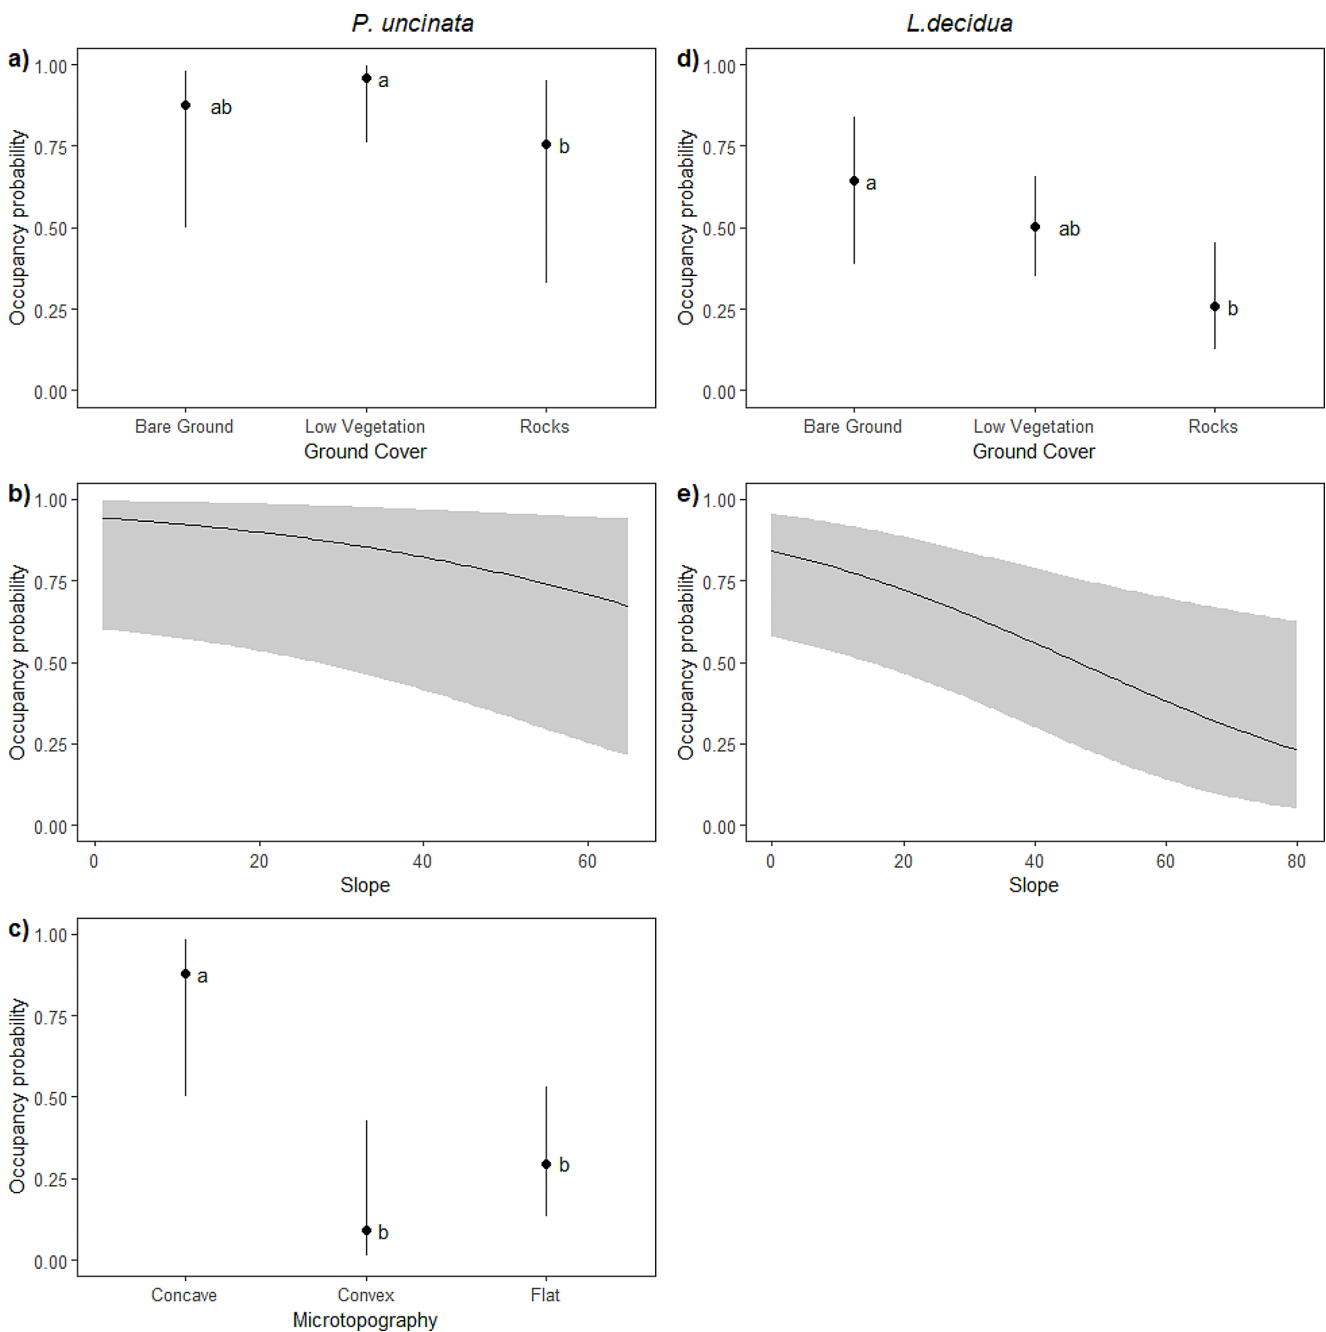 P. uncinata
L.decidua
a)
Occupancy probability
1.00
0.75
0.50
0.25
0.00
ab
a
b
Bare Ground Low Vegetation Rocks
Ground Cover
d)
Occupancy probability
1.00
0.75
0.50
0.25
0.00
a
ab
b
Bare Ground Low Vegetation Rocks
Ground Cover
b)
Occupancy probability
1.00
0.75
0.50
0.25
0.00
0 20 40 60
Slope
e)
Occupancy probability
1.00
0.75
0.50
0.25
0.00
0 20 40 60 80
Slope
c)
Occupancy probability
1.00
0.75
0.50
0.25
0.00
a
b
b
Concave Convex Flat
Microtopography